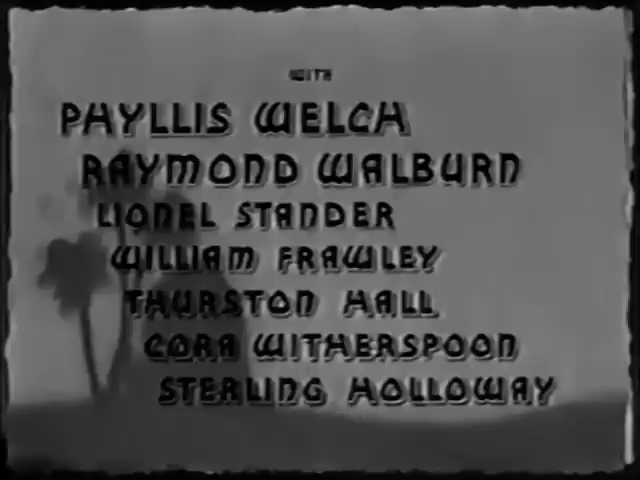 WITH
PHYLLIS WELCH
RAYMOND WALBURN
LIONEL STANDER
WILLIAM FRAWLEY
THURSTON HALL
CORA WITHERSPOON
STERLING HOLLOWAY